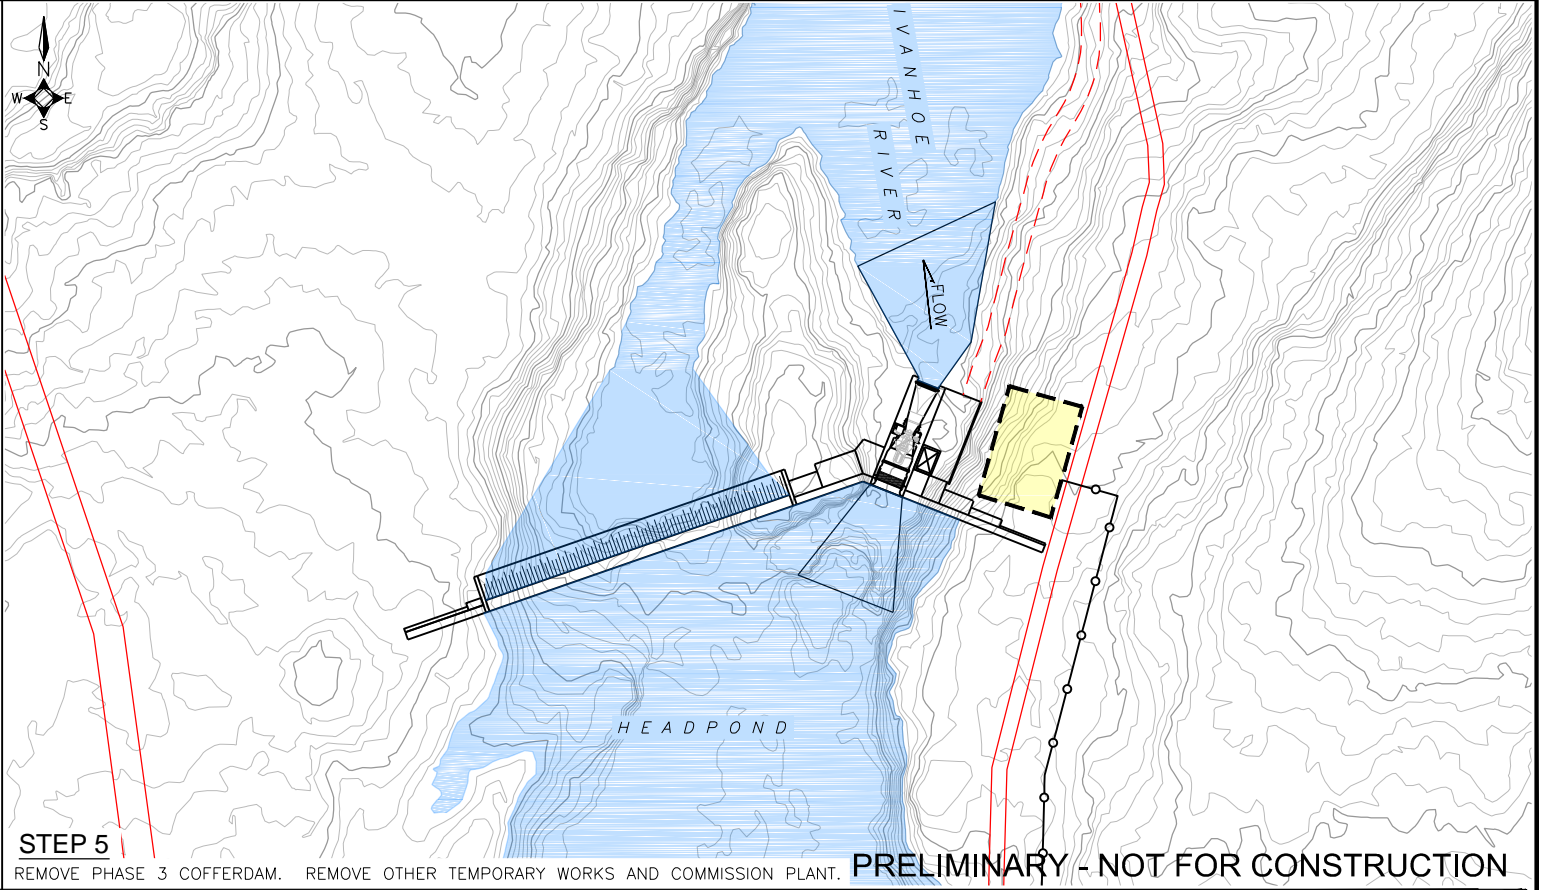 N
W E
S
IVANHOE
RIVER
FLOW
HEADPOND
STEP 5
REMOVE PHASE 3 COFFERDAM. REMOVE OTHER TEMPORARY WORKS AND COMMISSION PLANT.
PRELIMINARY - NOT FOR CONSTRUCTION